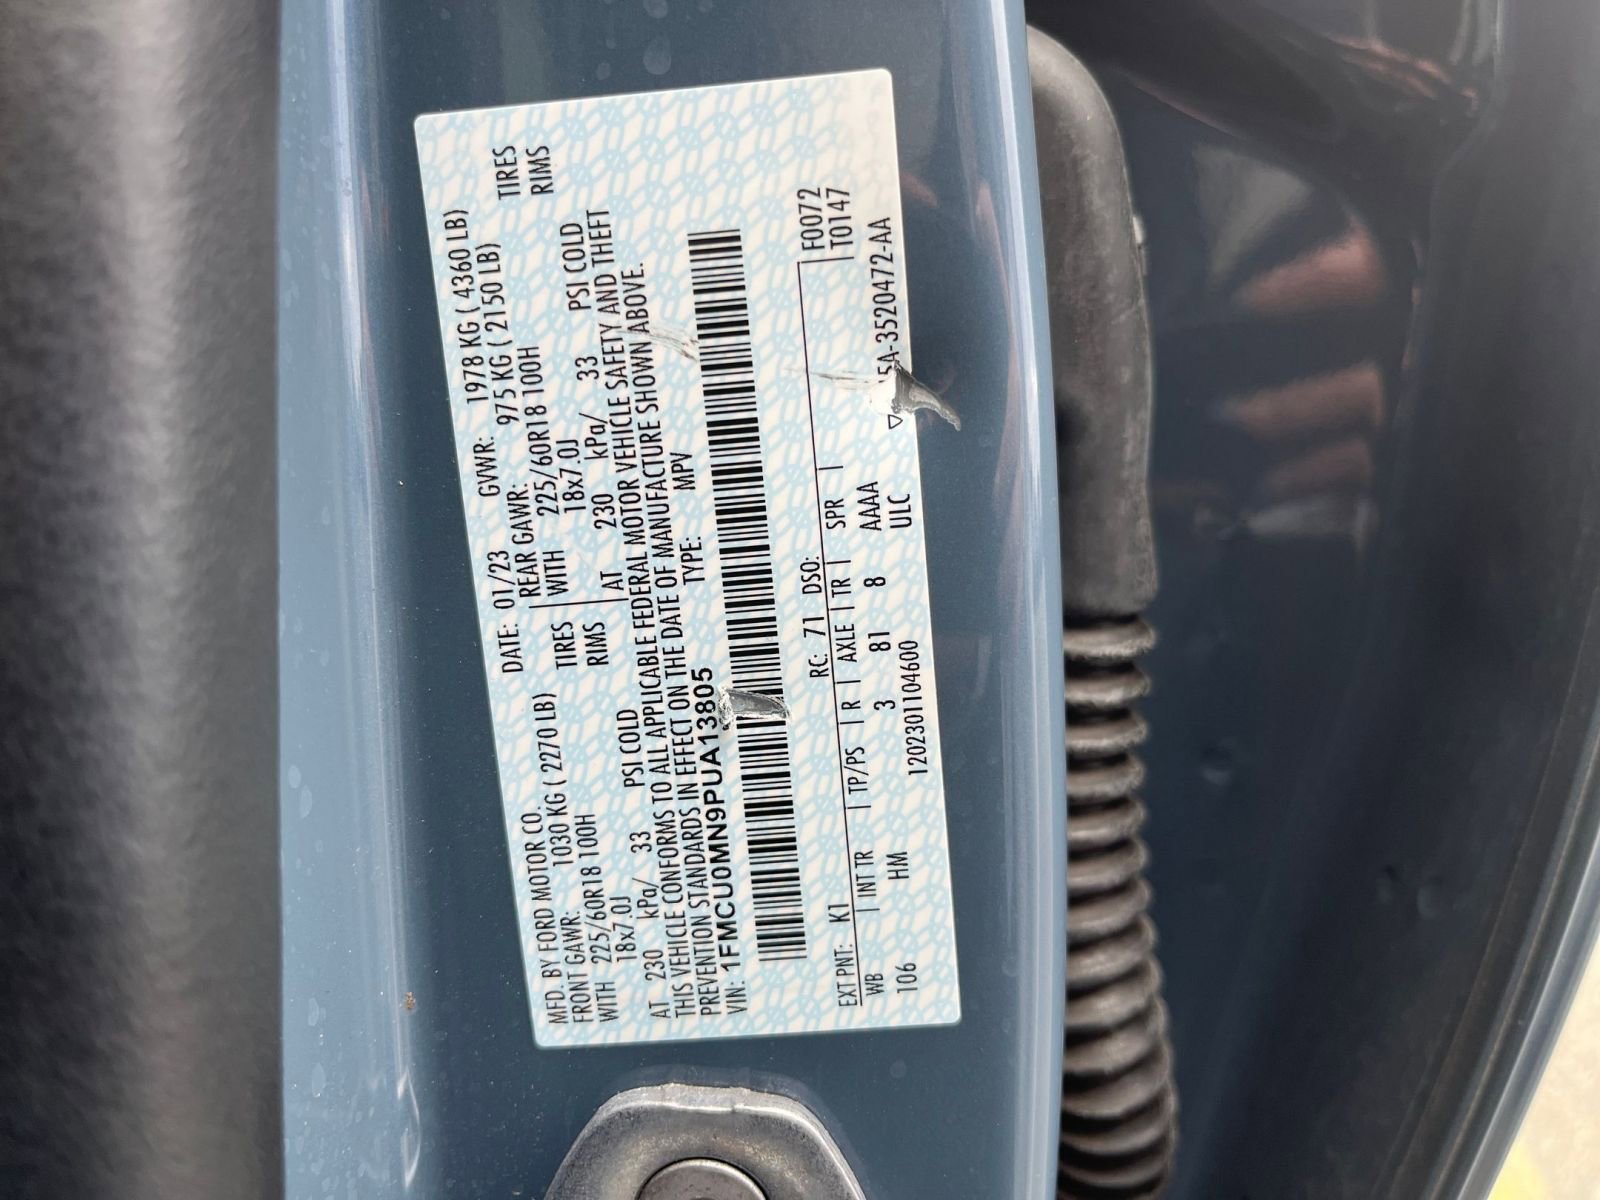 MFD. BY FORD MOTOR CO. DATE: 01/23 GVWR: 1978 KG ( 4360 LB)
FRONT GAWR: 1030 KG ( 2270 LB) REAR GAWR: 975 KG ( 2150 LB)
WITH 225/60R18 100H TIRES WITH 225/60R18 100H TIRES
18x7.0J RIMS 18x7.0J RIMS
AT 230 kPa/ 33 PSI COLD AT 230 kPa/ 33 PSI COLD
THIS VEHICLE CONFORMS TO ALL APPLICABLE FEDERAL MOTOR VEHICLE SAFETY AND THEFT
PREVENTION STANDARDS IN EFFECT ON THE DATE OF MANUFACTURE SHOWN ABOVE.
VIN: 1FMCU0MN9PUA13805 TYPE: MPV
F0072
EXT PNT: K1 RC: 71 DSO: T0147
WB INT TR TP/PS R AXLE TR SPR
106 HM 3 81 8 AAAA
1202301104600 ULC 5A-3520472-AA